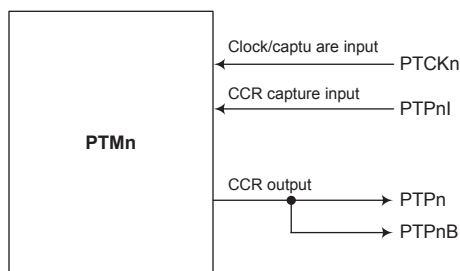 Clock/captu are input
PTCKn
CCR capture input
PTPnI
PTMn
CCR output
PTPn
PTPnB